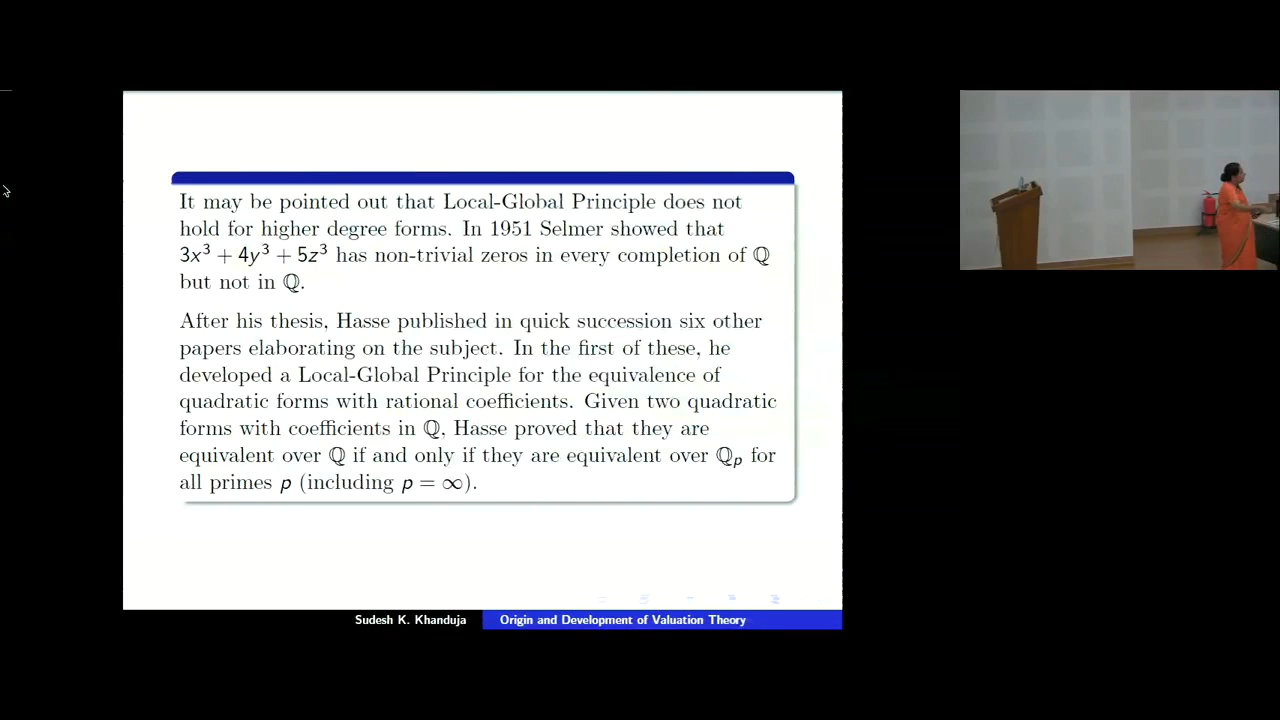 It may be pointed out that Local-Global Principle does not
hold for higher degree forms. In 1951 Selmer showed that
3x³ + 4y³ + 5z³ has non-trivial zeros in every completion of ℚ
but not in ℚ.
After his thesis, Hasse published in quick succession six other
papers elaborating on the subject. In the first of these, he
developed a Local-Global Principle for the equivalence of
quadratic forms with rational coefficients. Given two quadratic
forms with coefficients in ℚ, Hasse proved that they are
equivalent over ℚ if and only if they are equivalent over ℚₚ for
all primes p (including p = ∞).
Sudesh K. Khanduja Origin and Development of Valuation Theory